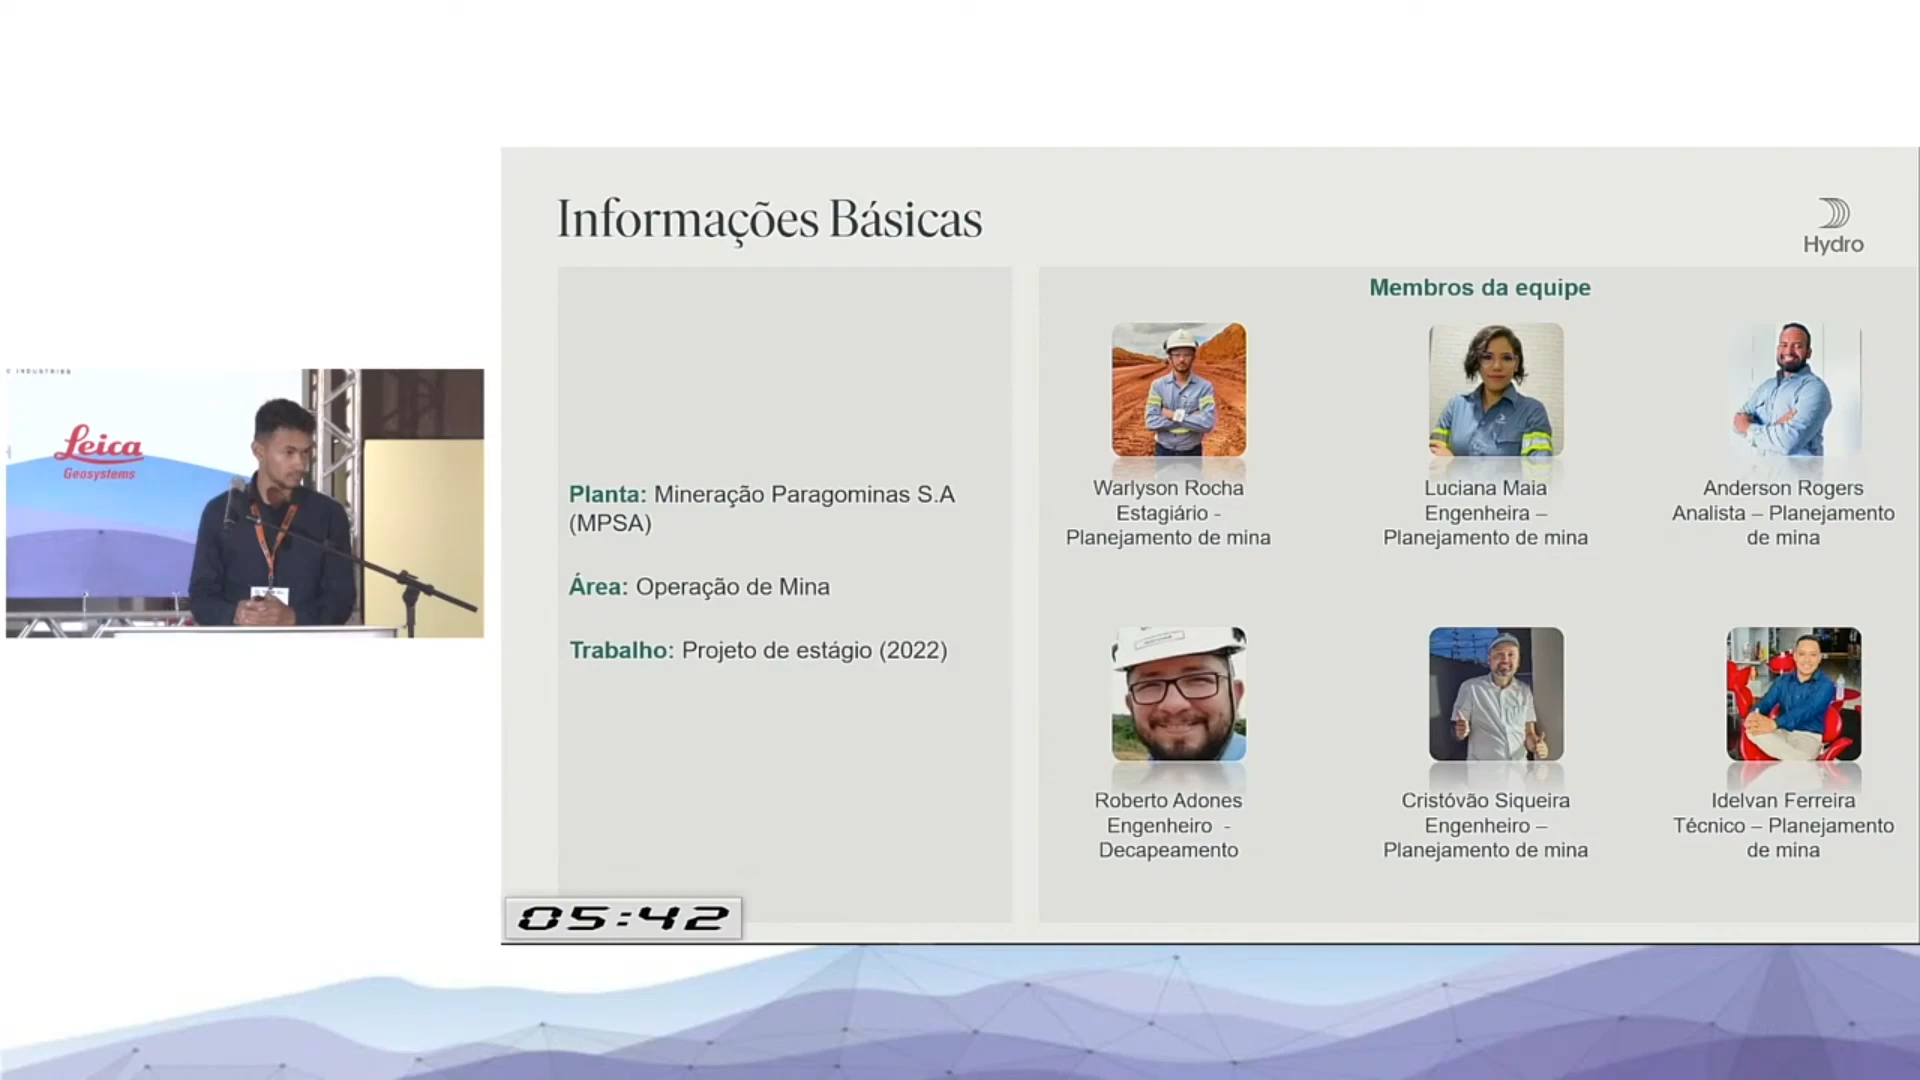 C INDUSTRIES
Leica
Geosystems
Informações Básicas
Hydro
Planta: Mineração Paragominas S.A
(MPSA)
Área: Operação de Mina
Trabalho: Projeto de estágio (2022)
Membros da equipe
Warlyson Rocha
Estagiário -
Planejamento de mina
Luciana Maia
Engenheira –
Planejamento de mina
Anderson Rogers
Analista – Planejamento
de mina
Roberto Adones
Engenheiro -
Decapeamento
Cristóvão Siqueira
Engenheiro –
Planejamento de mina
Idelvan Ferreira
Técnico – Planejamento
de mina
05:42